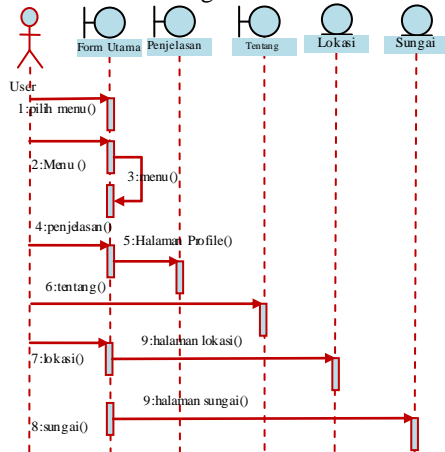 User
Form Utama
Penjelasan
Tentang
Lokasi
Sungai
1:pilih menu()
2:Menu ()
3:menu()
4:penjelasan()
5:Halaman Profile()
6:tentang()
7:lokasi()
9:halaman lokasi()
9:halaman sungai()
8:sungai()